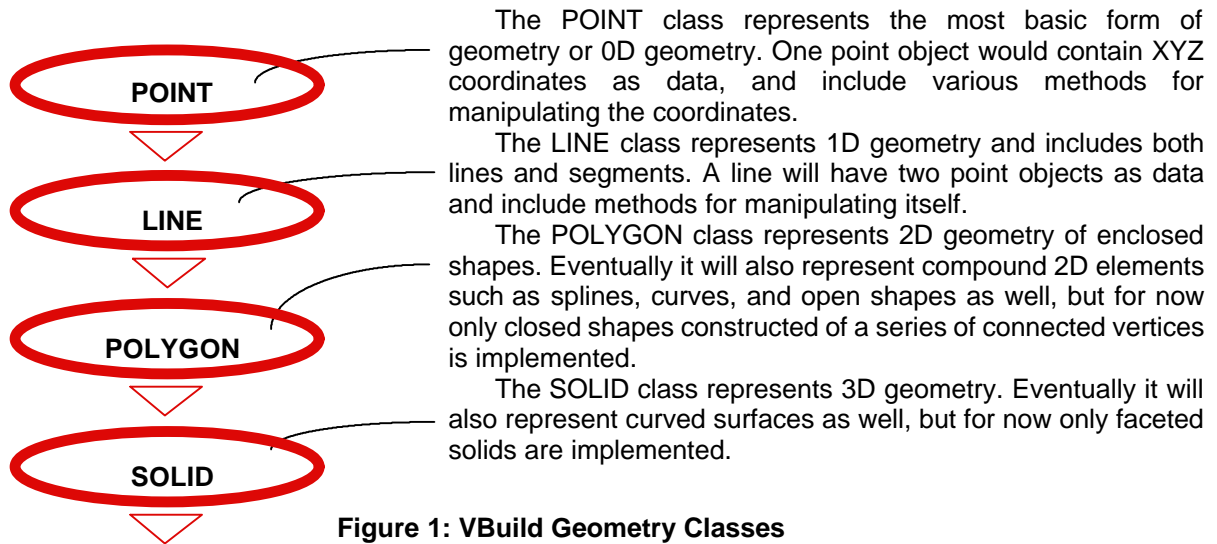 POINT
LINE
POLYGON
SOLID
The POINT class represents the most basic form of
geometry or 0D geometry. One point object would contain XYZ
coordinates as data, and include various methods for
manipulating the coordinates.
The LINE class represents 1D geometry and includes both
lines and segments. A line will have two point objects as data
and include methods for manipulating itself.
The POLYGON class represents 2D geometry of enclosed
shapes. Eventually it will also represent compound 2D elements
such as splines, curves, and open shapes as well, but for now
only closed shapes constructed of a series of connected vertices
is implemented.
The SOLID class represents 3D geometry. Eventually it will
also represent curved surfaces as well, but for now only faceted
solids are implemented.
Figure 1: VBuild Geometry Classes